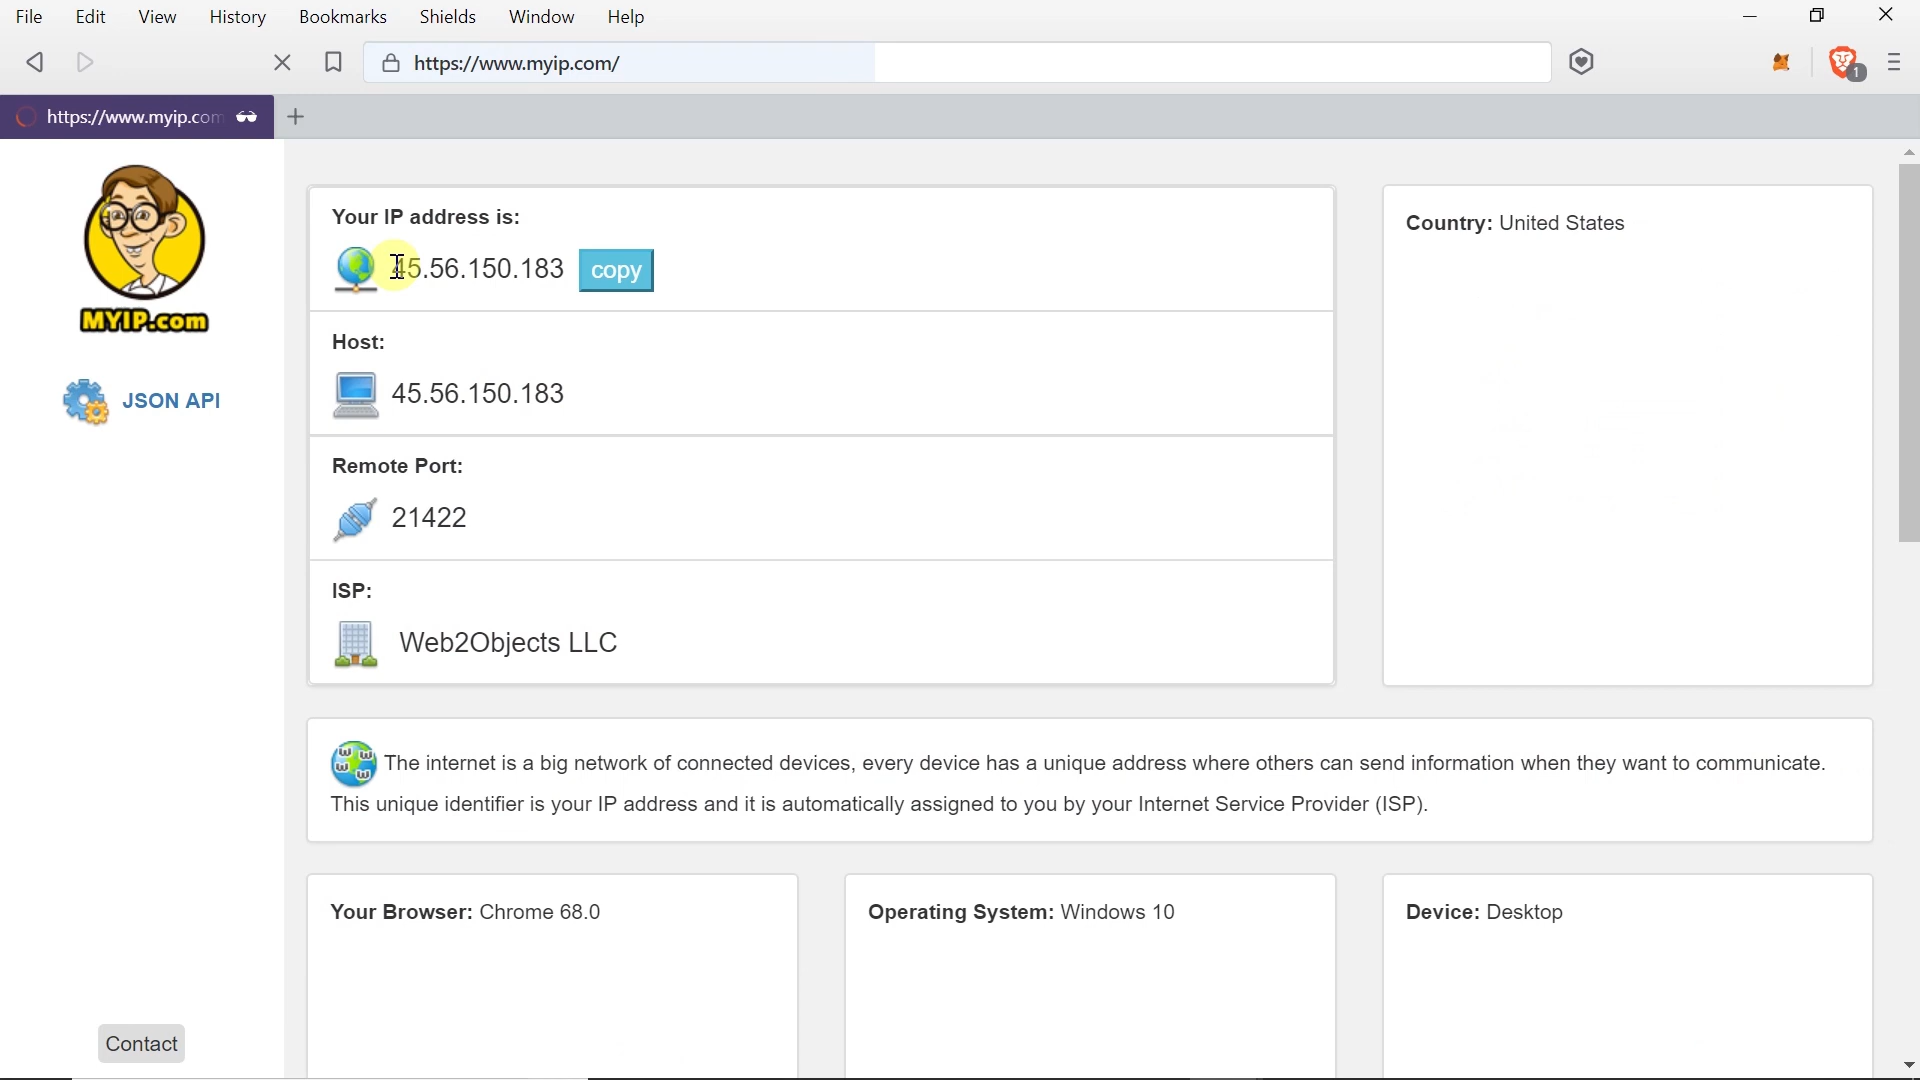 File Edit View History Bookmarks Shields Window Help
https://www.myip.com/
1
https://www.myip.com
MYIP.com
JSON API
Your IP address is:
45.56.150.183 copy
Host:
45.56.150.183
Remote Port:
21422
ISP:
Web2Objects LLC
Country: United States
W W W W
The internet is a big network of connected devices, every device has a unique address where others can send information when they want to communicate.
This unique identifier is your IP address and it is automatically assigned to you by your Internet Service Provider (ISP).
Your Browser: Chrome 68.0
Operating System: Windows 10
Device: Desktop
Contact